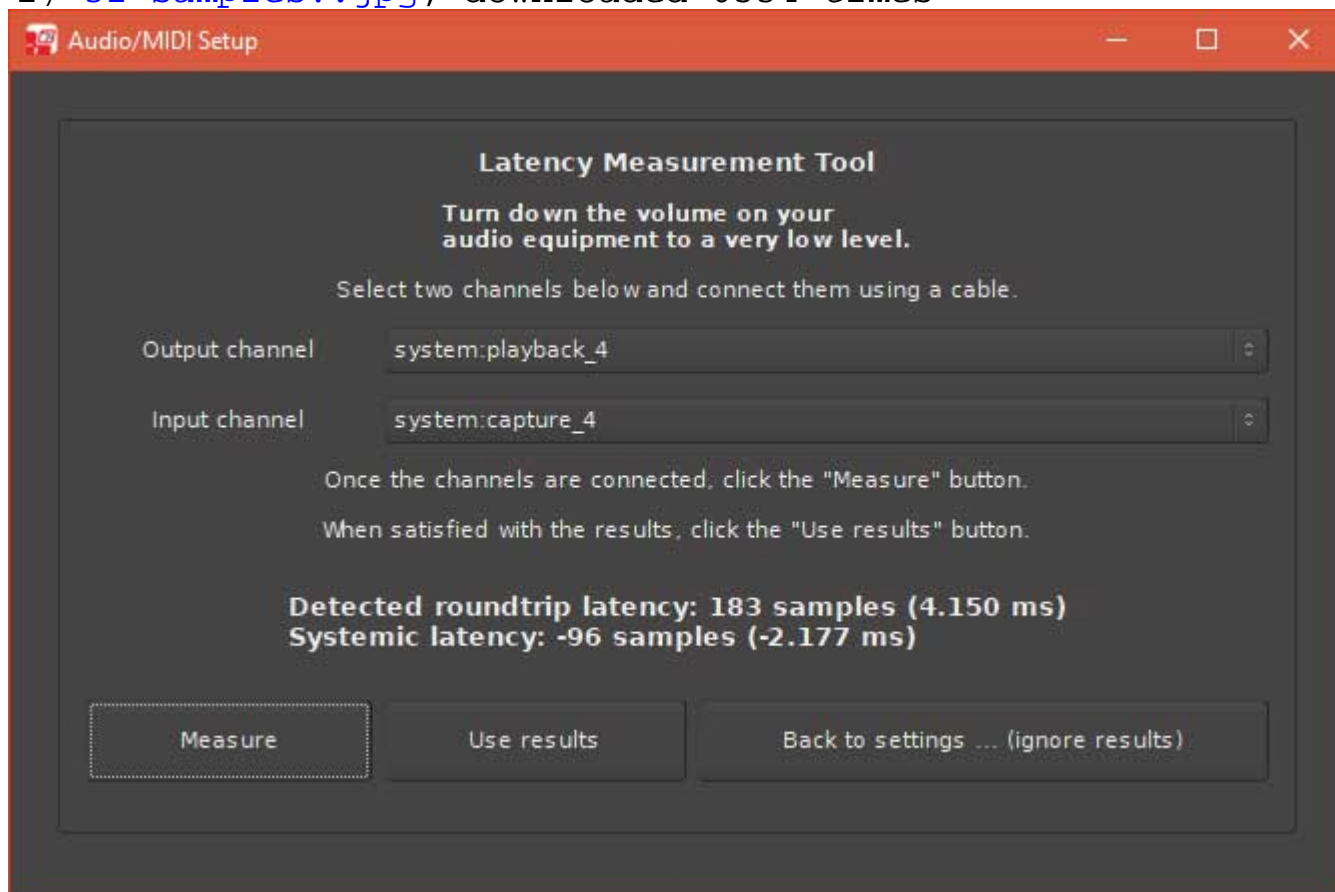 samples..jpg, downloaded times
Audio/MIDI Setup
Latency Measurement Tool
Turn down the volume on your
audio equipment to a very low level.
Select two channels below and connect them using a cable.
Output channel system:playback_4
Input channel system:capture_4
Once the channels are connected, click the "Measure" button.
When satisfied with the results, click the "Use results" button.
Detected roundtrip latency: 183 samples (4.150 ms)
Systemic latency: -96 samples (-2.177 ms)
Measure Use results Back to settings ... (ignore results)